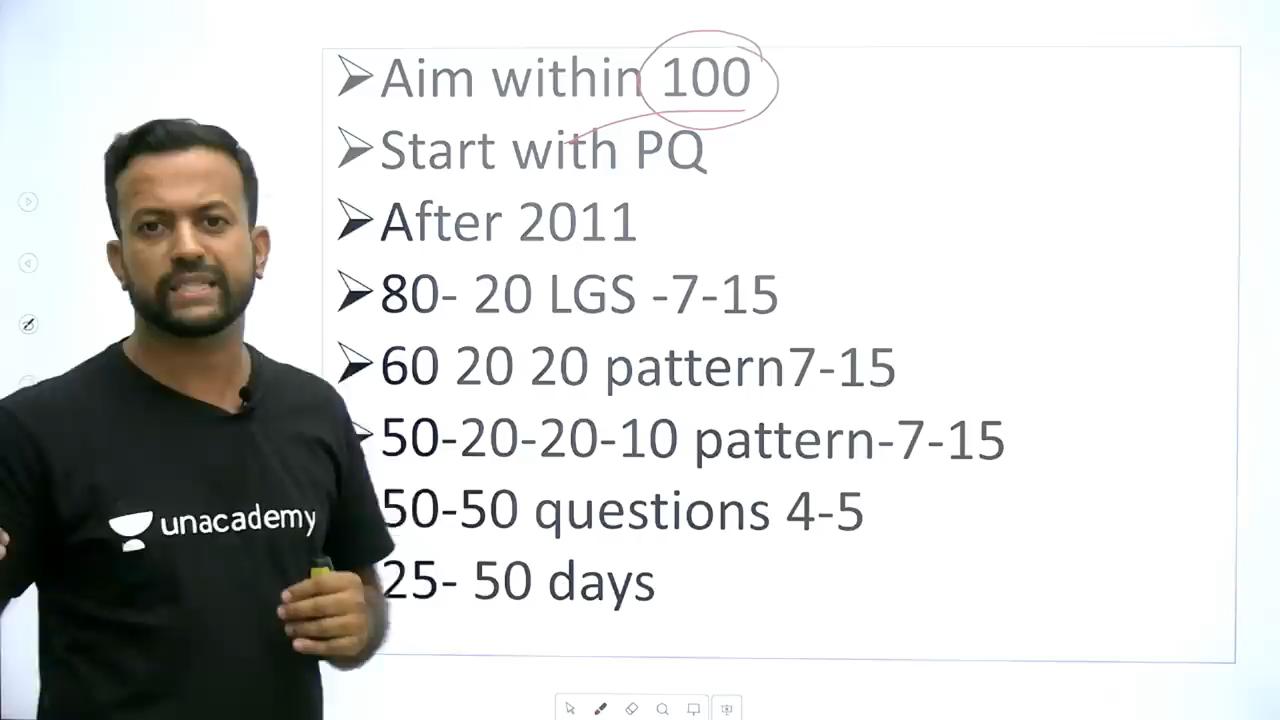 Aim within 100
Start with PQ
After 2011
80- 20 LGS -7-15
60 20 20 pattern7-15
50-20-20-10 pattern-7-15
50-50 questions 4-5
25- 50 days
unacademy